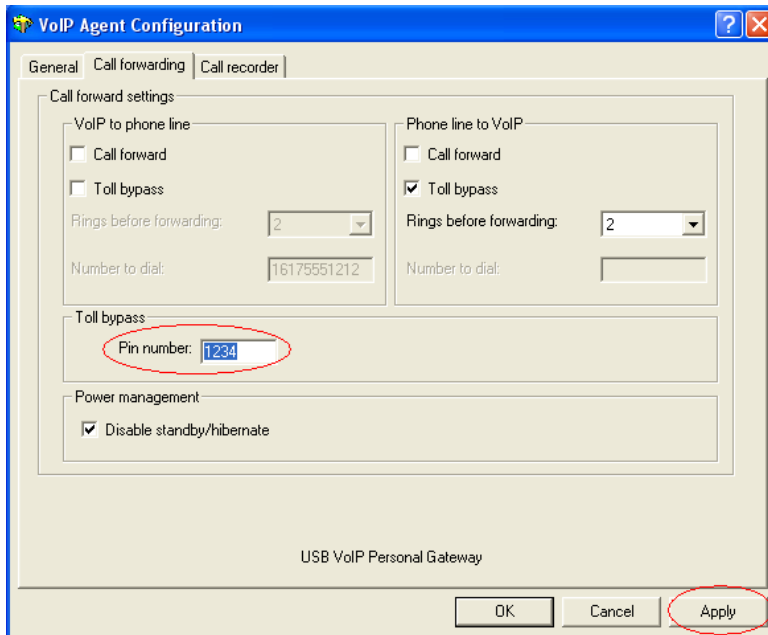 VoIP Agent Configuration
General Call forwarding Call recorder
Call forward settings
VoIP to phone line
Call forward
Toll bypass
Rings before forwarding: 2
Number to dial: 16175551212
Phone line to VoIP
Call forward
Toll bypass
Rings before forwarding: 2
Number to dial:
Toll bypass
Pin number: 1234
Power management
Disable standby/hibernate
USB VoIP Personal Gateway
OK Cancel Apply